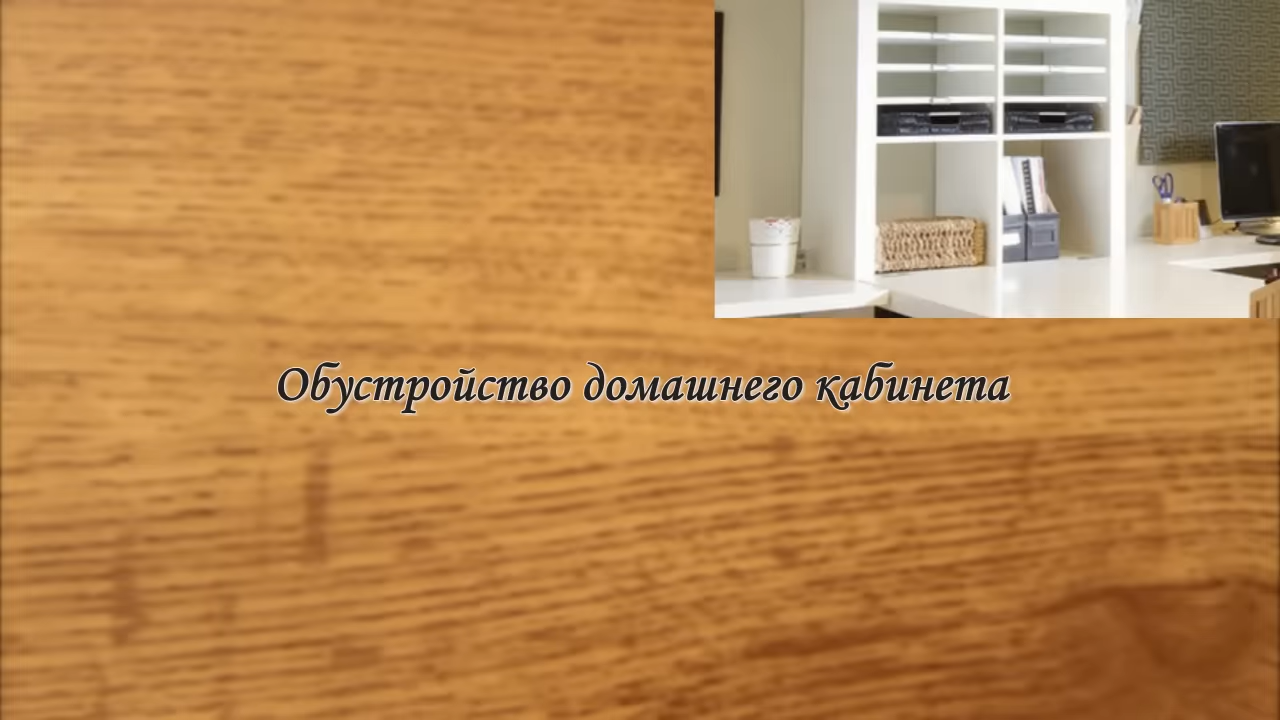 Обустройство домашнего кабинета